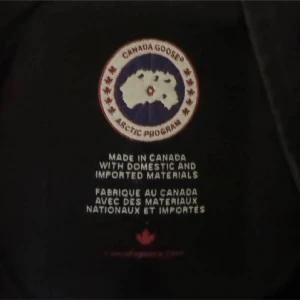 CANADA GOOSE®
ARCTIC PROGRAM
MADE IN CANADA
WITH DOMESTIC AND
IMPORTED MATERIALS
FABRIQUE AU CANADA
AVEC DES MATERIAUX
NATIONAUX ET IMPORTES